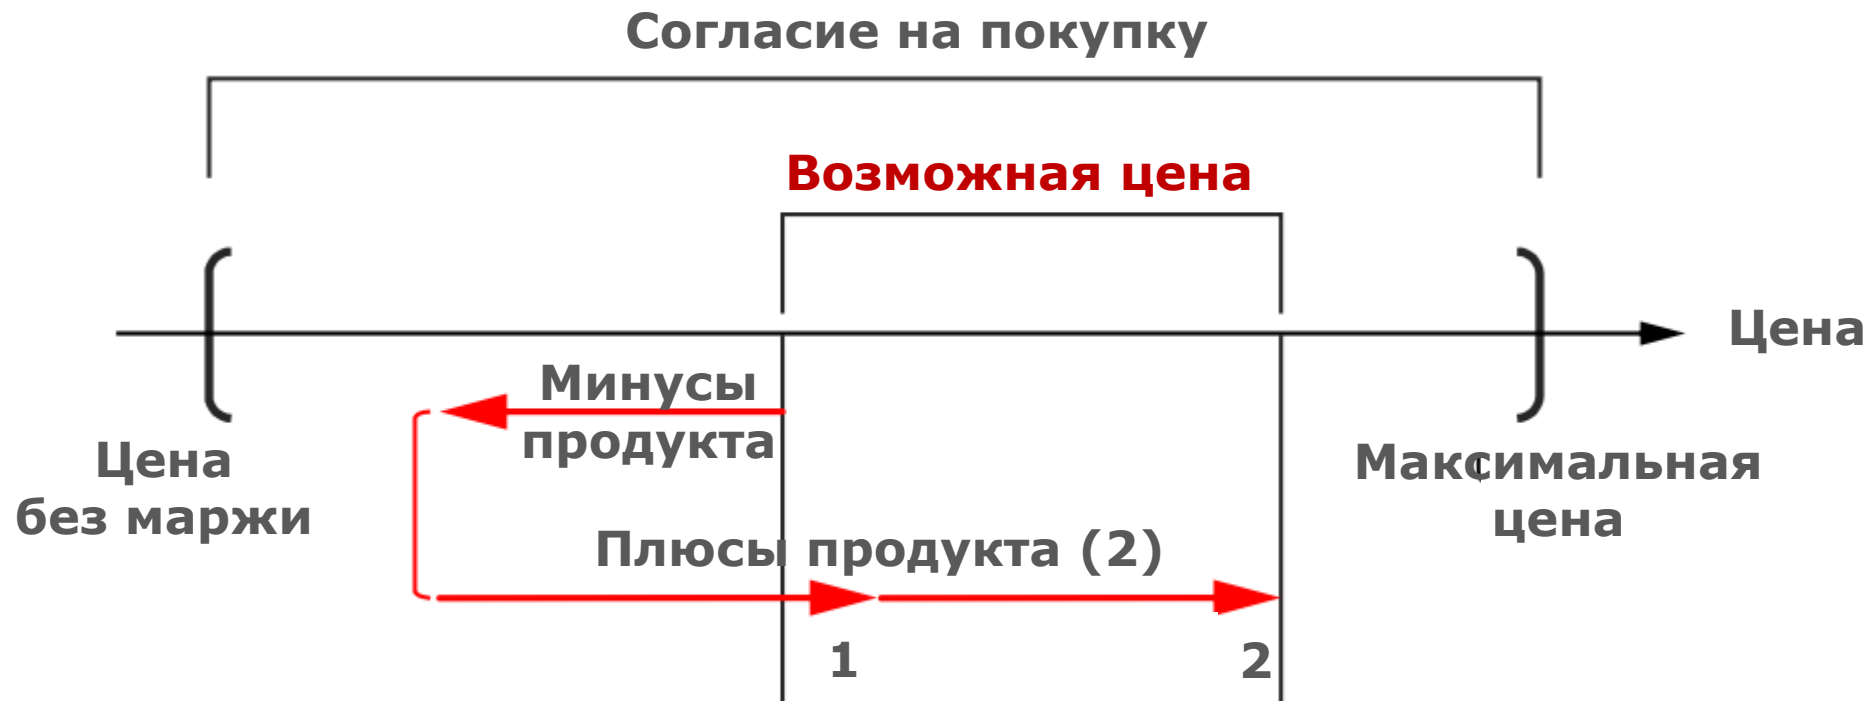 Согласие на покупку
Возможная цена
Цена
Минусы
продукта
Цена
без маржи
Максимальная
цена
Плюсы продукта (2)
1
2